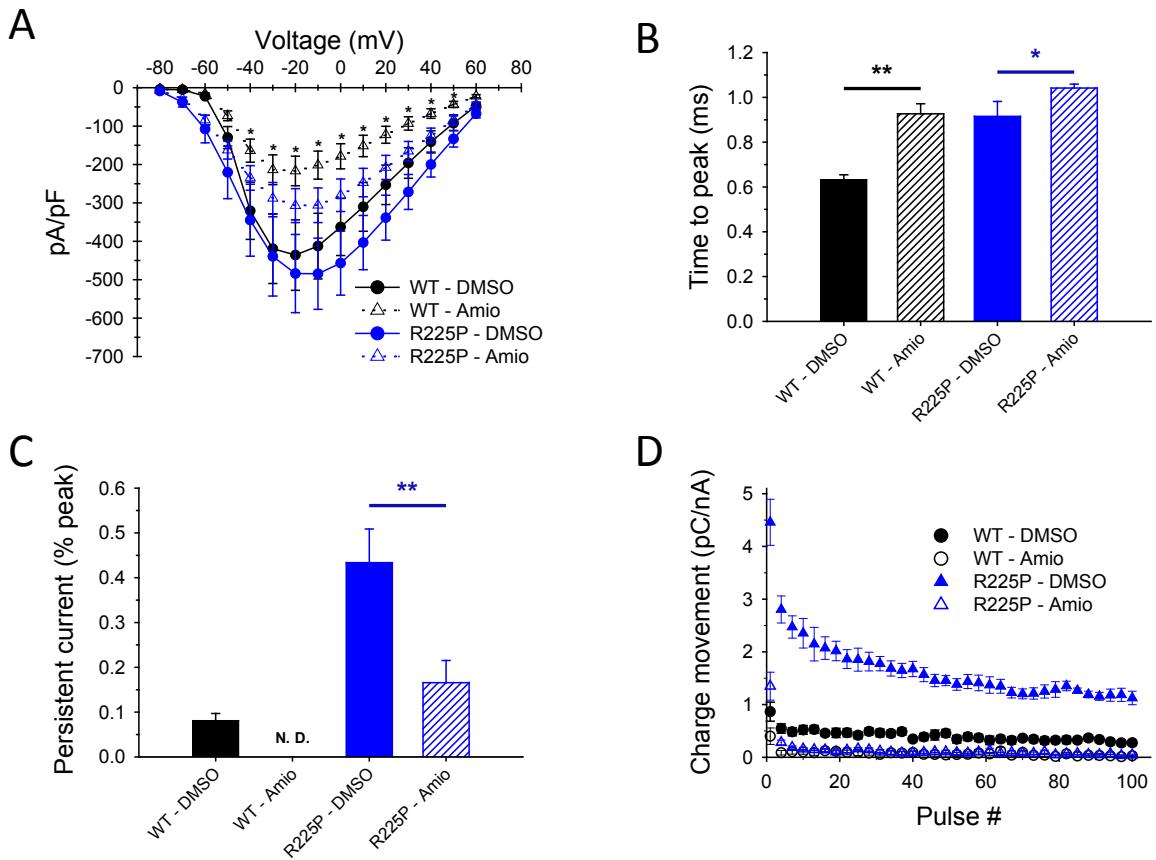 A
Voltage (mV)
-80 -60 -40 -20 0 20 40 60 80
0
-100
-200
-300
-400
-500
-600
-700
pA/pF
* * * * * * * * * *
WT - DMSO
WT - Amio
R225P - DMSO
R225P - Amio
B
Time to peak (ms)
1.2
1.0
0.8
0.6
0.4
0.2
0.0
**
*
WT - DMSO
WT - Amio
R225P - DMSO
R225P - Amio
C
Persistent current (% peak)
0.6
0.5
0.4
0.3
0.2
0.1
0.0
**
N. D.
WT - DMSO
WT - Amio
R225P - DMSO
R225P - Amio
D
Charge movement (pC/nA)
5
4
3
2
1
0
WT - DMSO
WT - Amio
R225P - DMSO
R225P - Amio
0 20 40 60 80 100
Pulse #